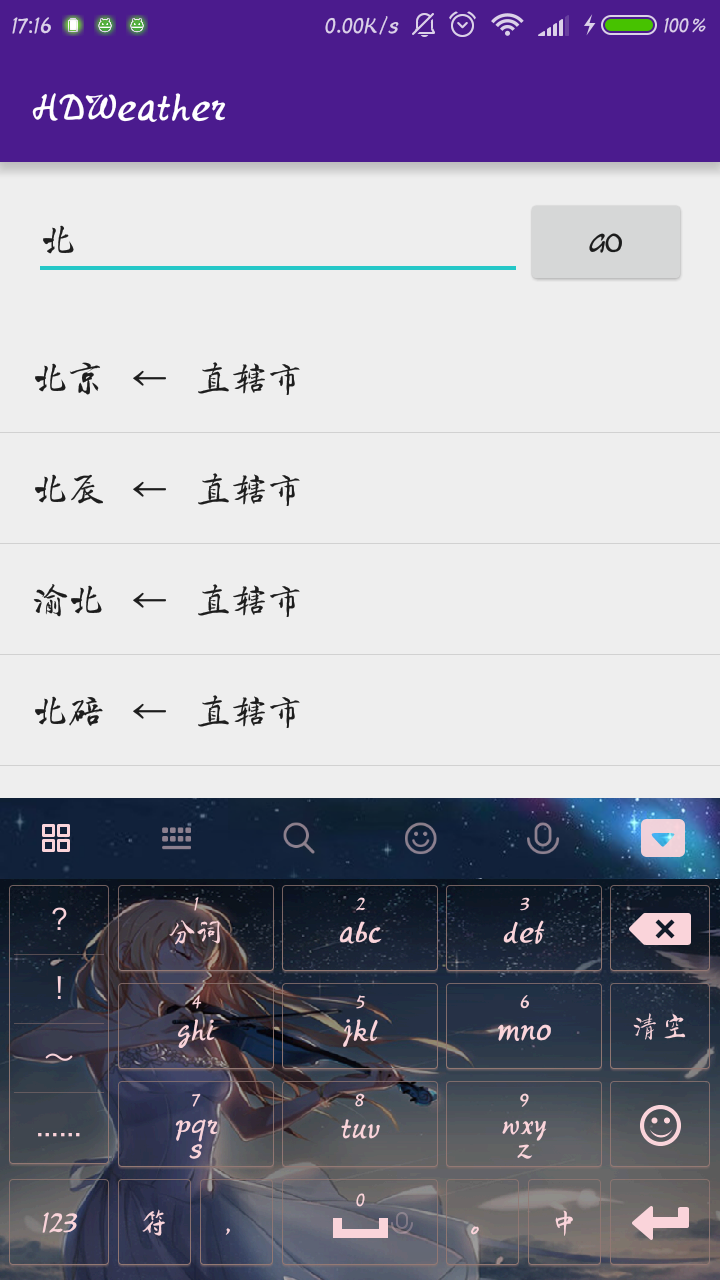 17:16 0.00K/s 100%
HDWeather
北 GO
北京 ← 直辖市
北辰 ← 直辖市
渝北 ← 直辖市
北碚 ← 直辖市
? 1 分词 2 abc 3 def
! 4 ghi 5 jkl 6 mno 清空
～ 7 pqrs 8 tuv 9 wxyz
……
123 符 ， 0 。 中